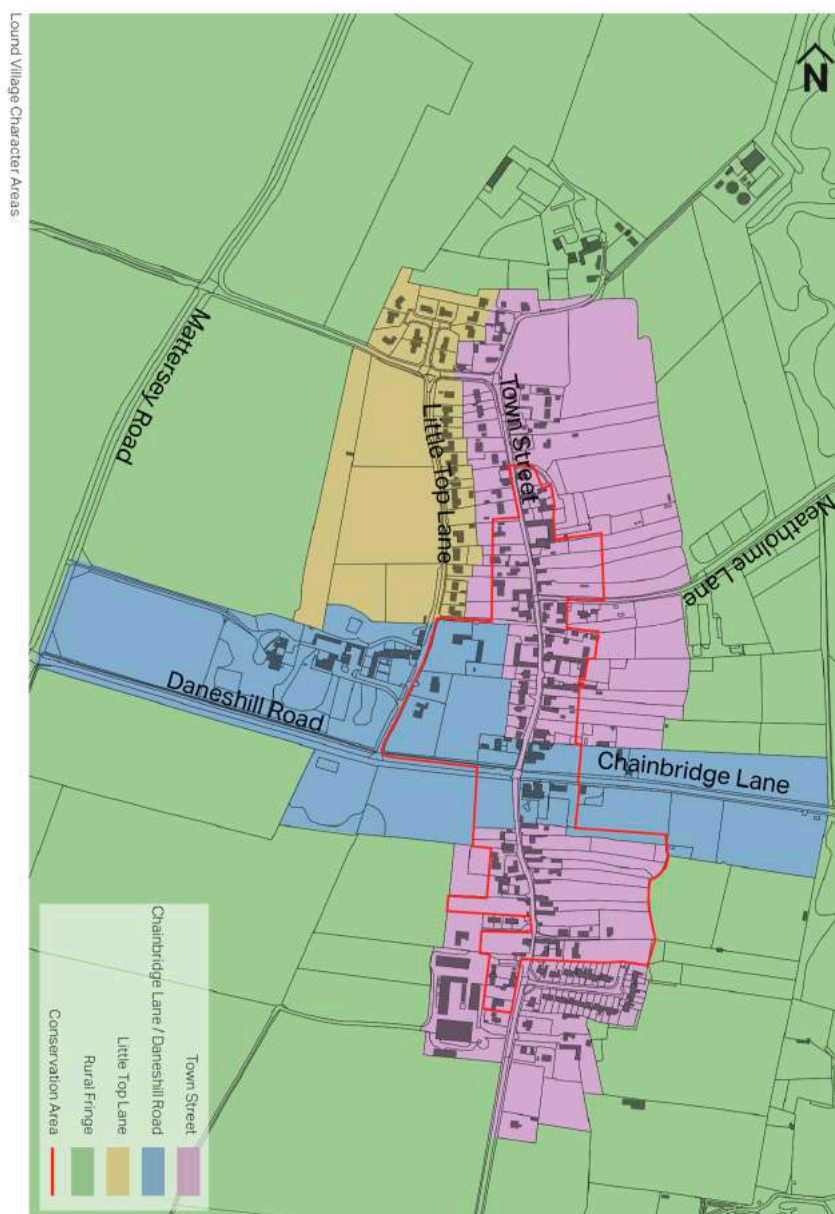 Lound Village Character Areas
N
Town Street
Little Top Lane
Mattersey Road
Neatholme Lane
Daneshill Road
Chainbridge Lane
Town Street
Chainbridge Lane / Daneshill Road
Little Top Lane
Rural Fringe
Conservation Area